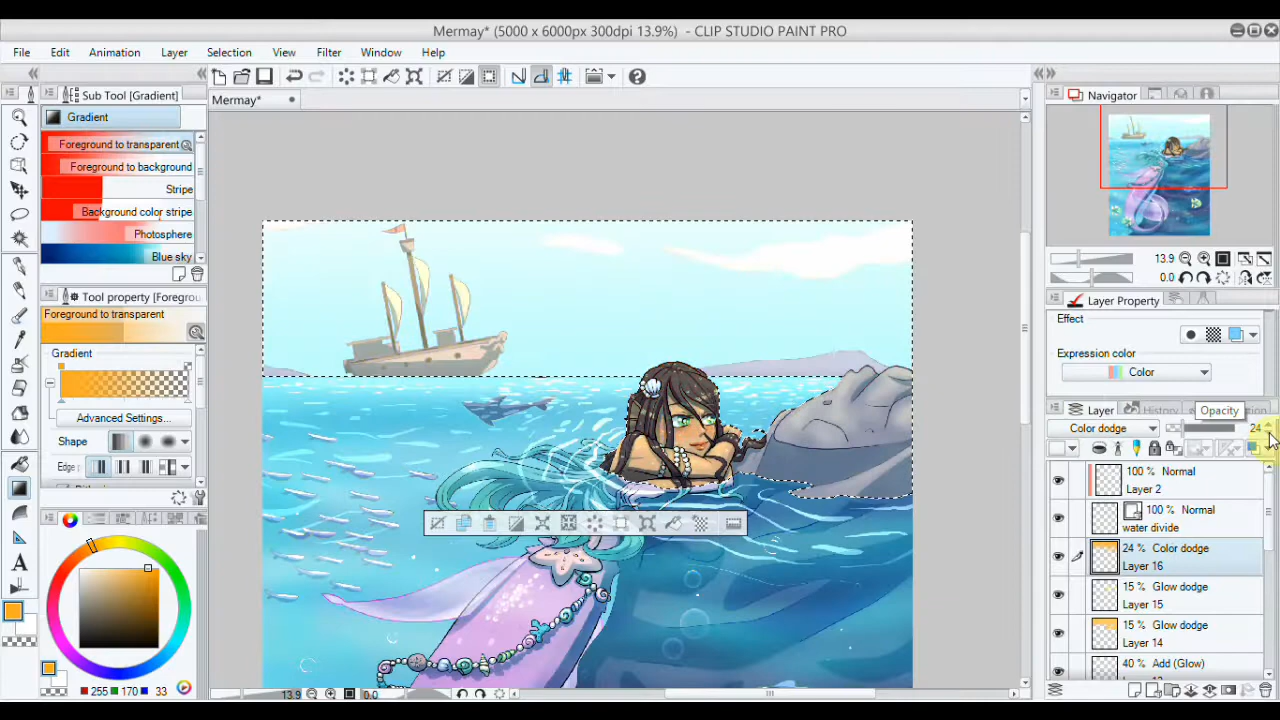 Mermay* (5000 x 6000px 300dpi 13.9%) - CLIP STUDIO PAINT PRO
File Edit Animation Layer Selection View Filter Window Help
Sub Tool [Gradient]
Gradient
Foreground to transparent
Foreground to background
Stripe
Background color stripe
Photosphere
Blue sky
Tool property [Foregrou
Foreground to transparent
Gradient
Advanced Settings...
Shape
Edge p
255 170 33
Mermay*
13.9 0.0
Navigator
13.9
0.0
Layer Property
Effect
Expression color
Color
Layer History
Opacity
Color dodge 24
100 % Normal
Layer 2
100 % Normal
water divide
24 % Color dodge
Layer 16
15 % Glow dodge
Layer 15
15 % Glow dodge
Layer 14
40 % Add (Glow)